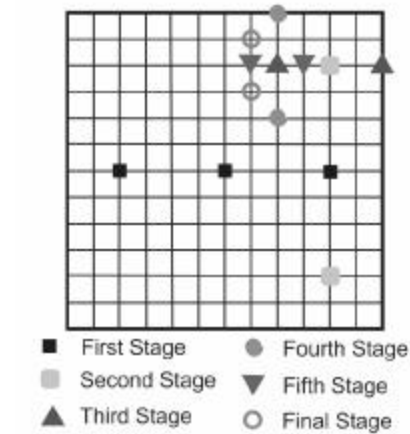 First Stage
Fourth Stage
Second Stage
Fifth Stage
Third Stage
Final Stage